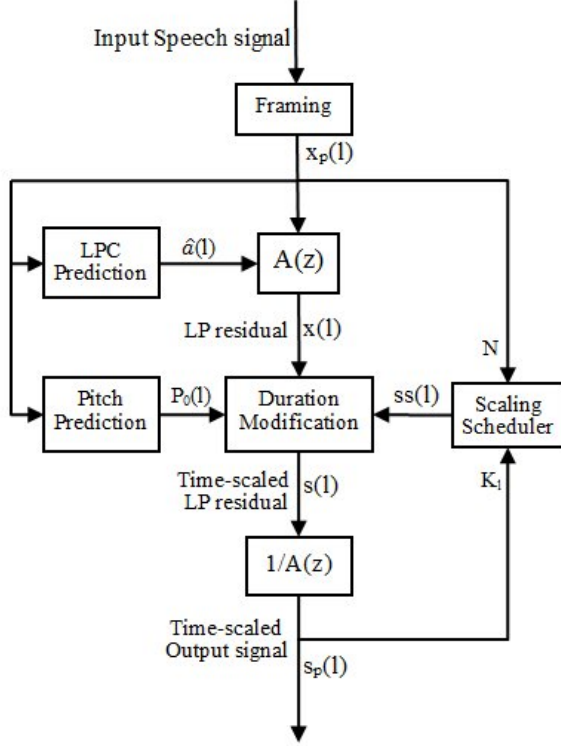 Input Speech signal
Framing
xₚ(l)
LPC
Prediction
â(l)
A(z)
LP residual
x(l)
N
Pitch
Prediction
P₀(l)
Duration
Modification
ss(l)
Scaling
Scheduler
Time-scaled
LP residual
s(l)
K₁
1/A(z)
Time-scaled
Output signal
sₚ(l)